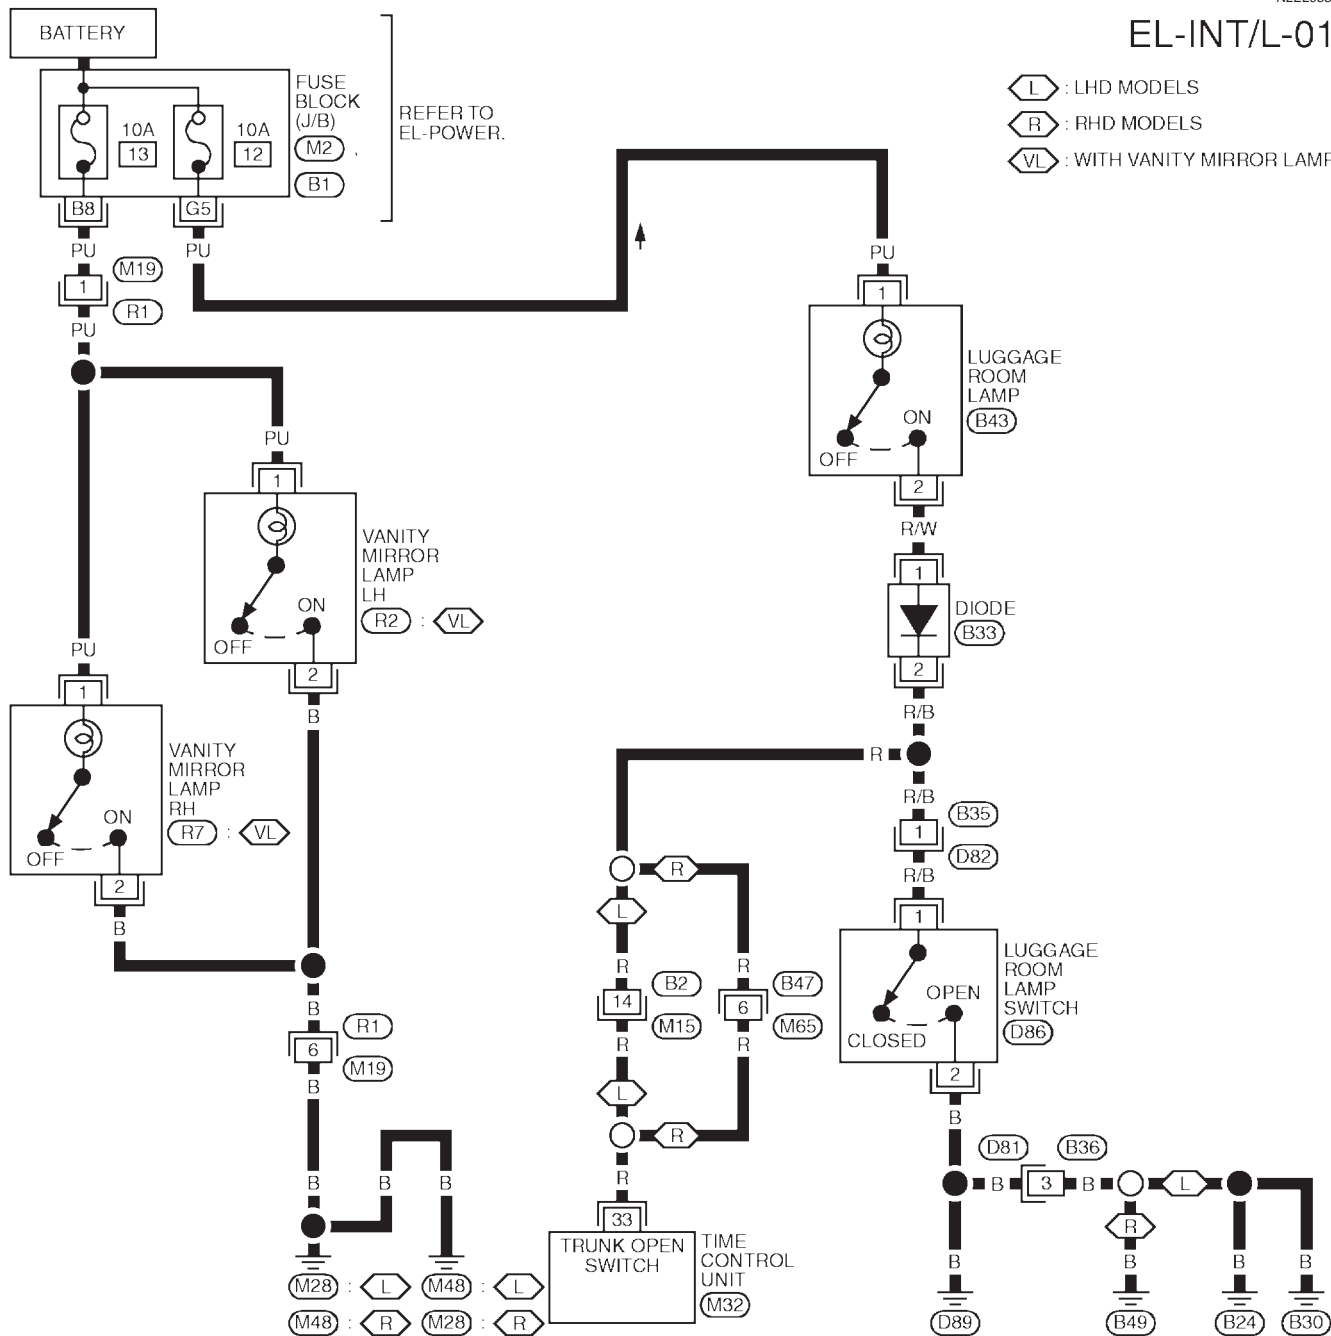 EL-INT/L-01
BATTERY
FUSE
BLOCK
(J/B)
M2
B1
10A
13
10A
12
REFER TO
EL-POWER.
L : LHD MODELS
R : RHD MODELS
VL : WITH VANITY MIRROR LAMP
B8
G5
PU
PU
M19
1
R1
PU
PU
1
VANITY
MIRROR
LAMP
LH
R2 : VL
ON
OFF
2
B
PU
1
VANITY
MIRROR
LAMP
RH
R7 : VL
ON
OFF
2
B
B
R1
6
M19
B
B
B
B
M28 : L
M48 : R
M48 : L
M28 : R
PU
1
LUGGAGE
ROOM
LAMP
B43
ON
OFF
2
R/W
1
DIODE
B33
2
R/B
R
R/B
B35
1
D82
R/B
1
LUGGAGE
ROOM
LAMP
SWITCH
D86
OPEN
CLOSED
2
B
R
L
R
R
14
B2
M15
6
B47
M65
R
R
L
R
R
33
TRUNK OPEN
SWITCH
TIME
CONTROL
UNIT
M32
D81
B36
B
3
B
L
R
B
B
B
B
D89
B49
B24
B30